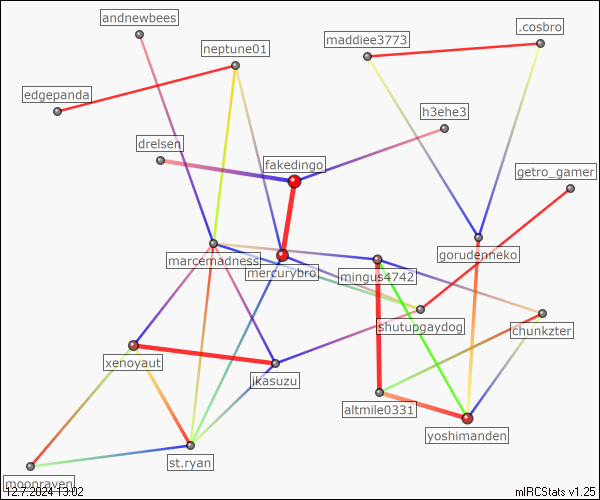 andnewbees
neptune01
maddiee3773
.cosbro
edgepanda
h3ehe3
drelsen
fakedingo
getro_gamer
marcemadness
mercurybro
mingus4742
gorudenneko
shutupgaydog
chunkzter
xenoyaut
jkasuzu
altmile0331
yoshimanden
st.ryan
moonraven
12.7.2024 13:02
mIRCStats v1.25